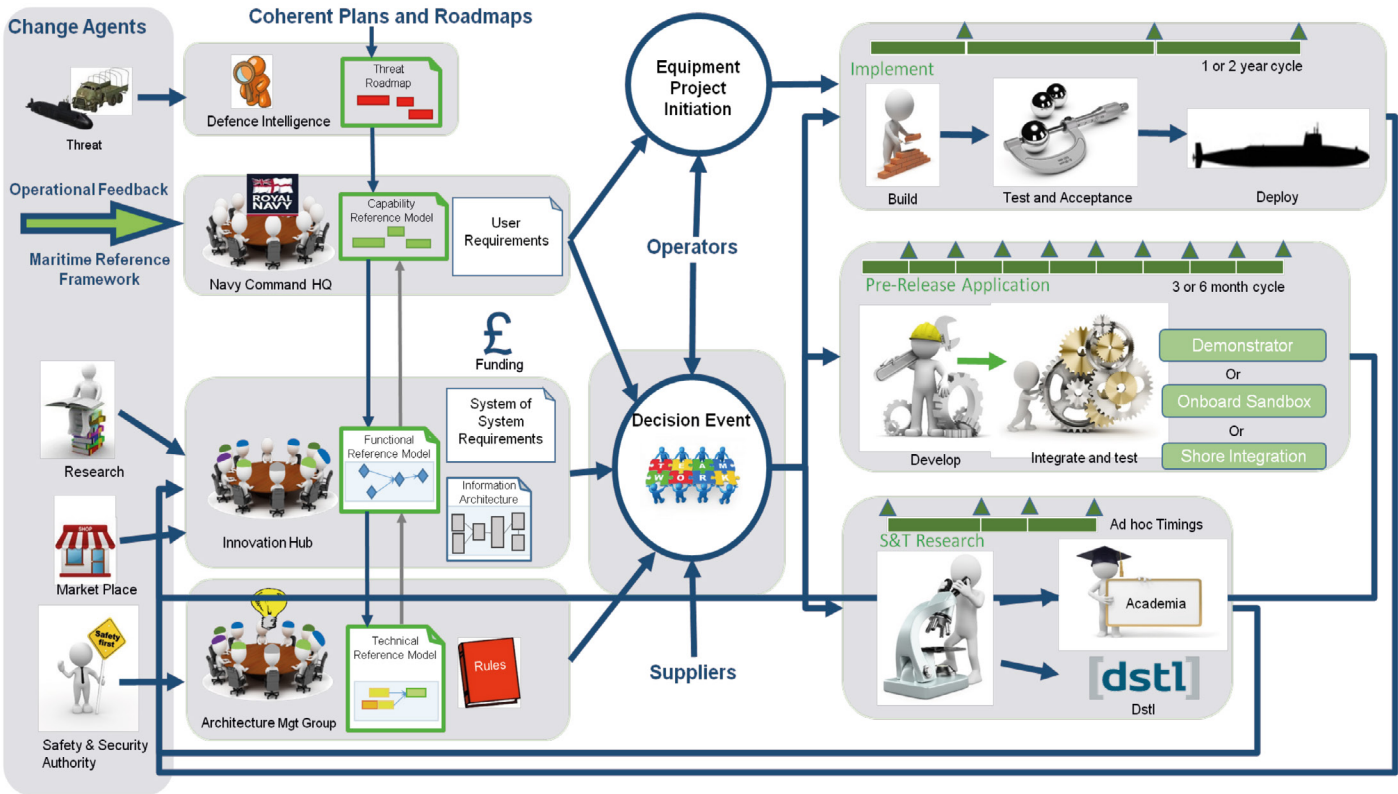 Change Agents
Threat
Operational Feedback
Maritime Reference
Framework
Research
SHOP
Market Place
Safety
first
Safety & Security
Authority
Coherent Plans and Roadmaps
Defence Intelligence
Threat
Roadmap
ROYAL
NAVY
Navy Command HQ
Capability
Reference Model
User
Requirements
£
Funding
Innovation Hub
Functional
Reference Model
System of
System
Requirements
Information
Architecture
Architecture Mgt Group
Technical
Reference Model
Rules
Equipment
Project
Initiation
Operators
Decision Event
TEAM
WORK
Suppliers
Implement
1 or 2 year cycle
Build
Test and Acceptance
Deploy
Pre-Release Application
3 or 6 month cycle
Develop
Integrate and test
Demonstrator
Or
Onboard Sandbox
Or
Shore Integration
Ad hoc Timings
S&T Research
Academia
[dstl]
Dstl